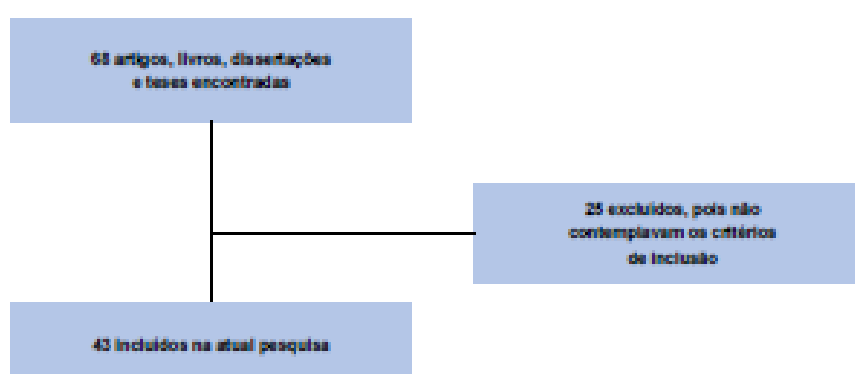 68 artigos, livros, dissertações
e teses encontradas
25 excluídos, pois não
contemplavam os critérios
de inclusão
43 incluídos na atual pesquisa